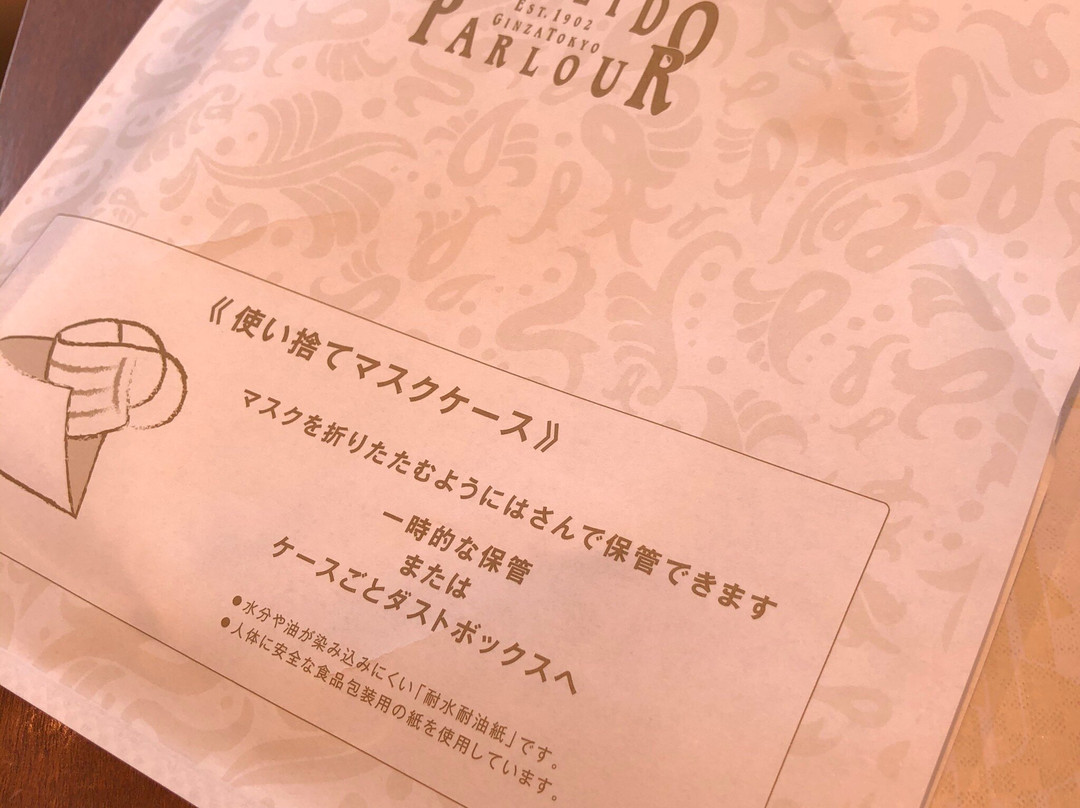 EST.1902
GINZATOKYO
PARLOUR
《使い捨てマスクケース》
マスクを折りたたむようにはさんで保管できます
一時的な保管
または
ケースごとダストボックスへ
●水分や油が染み込みにくい「耐水耐油紙」です。
●人体に安全な食品包装用の紙を使用しています。